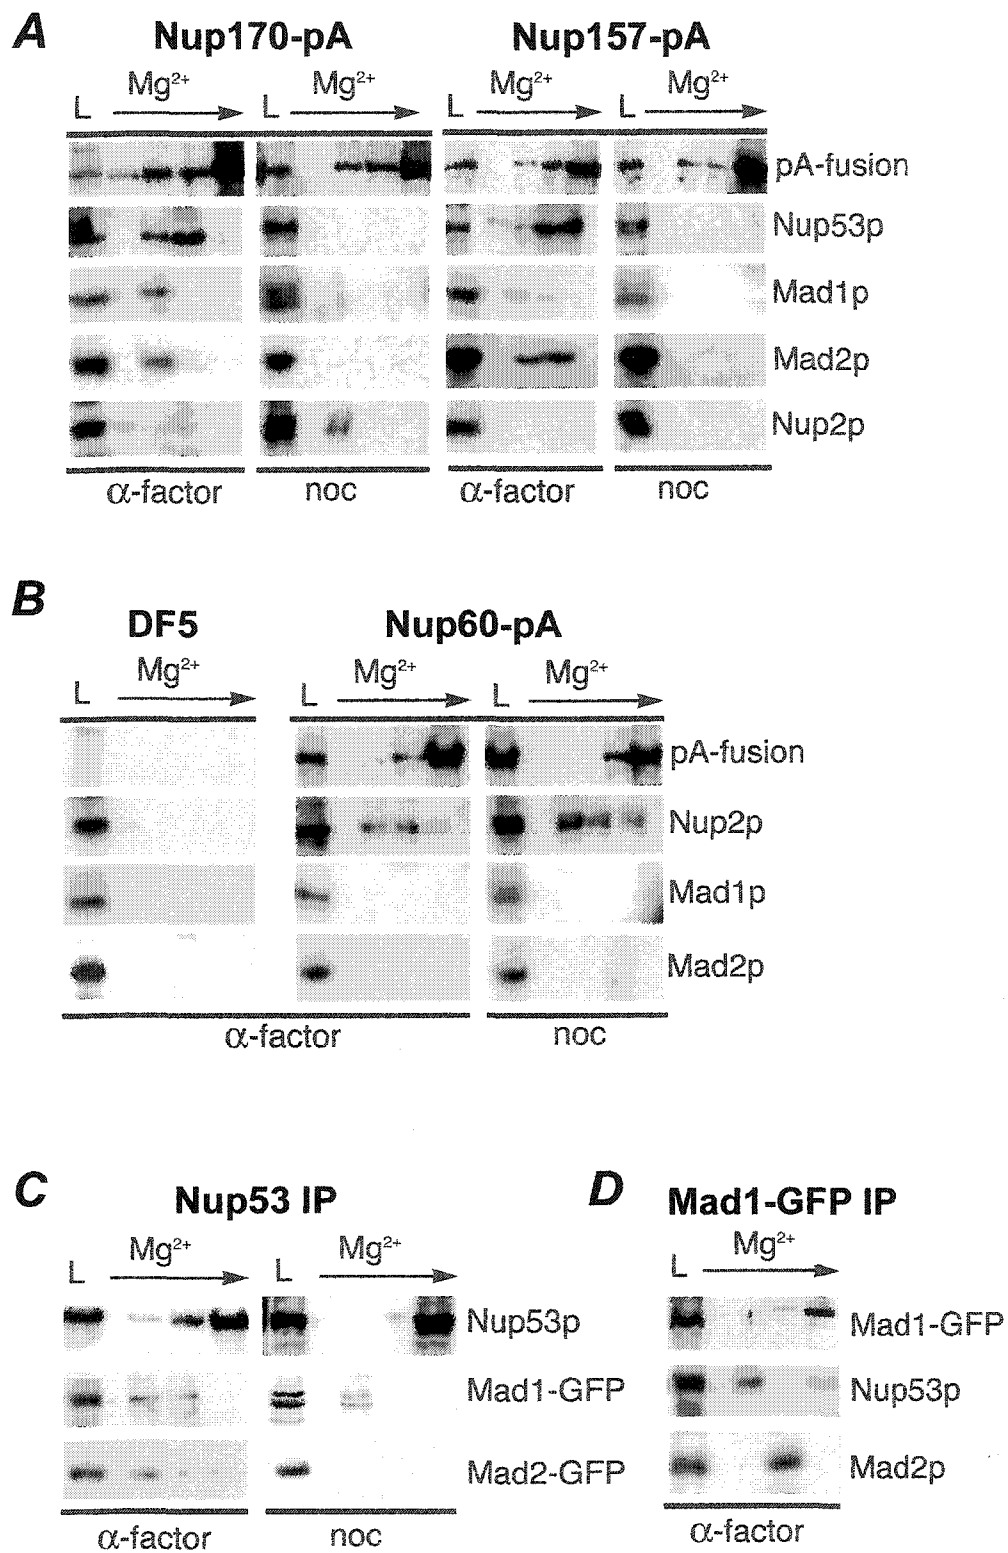 A
Nup170-pA Nup157-pA
L Mg2+ L Mg2+ L Mg2+ L Mg2+
pA-fusion
Nup53p
Mad1p
Mad2p
Nup2p
α-factor noc α-factor noc
B
DF5 Nup60-pA
L Mg2+ L Mg2+ L Mg2+
pA-fusion
Nup2p
Mad1p
Mad2p
α-factor noc
C
Nup53 IP
L Mg2+ L Mg2+
Nup53p
Mad1-GFP
Mad2-GFP
α-factor noc
D
Mad1-GFP IP
L Mg2+
Mad1-GFP
Nup53p
Mad2p
α-factor